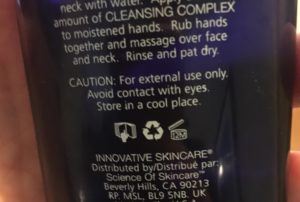 neck with water. Apply
amount of CLEANSING COMPLEX
to moistened hands. Rub hands
together and massage over face
and neck. Rinse and pat dry.
CAUTION: For external use only.
Avoid contact with eyes.
Store in a cool place.
12M
INNOVATIVE SKINCARE®
Distributed by/Distribué par:
Science Of Skincare™
Beverly Hills, CA 90213
RP. MSL, BL9 5NB. UK